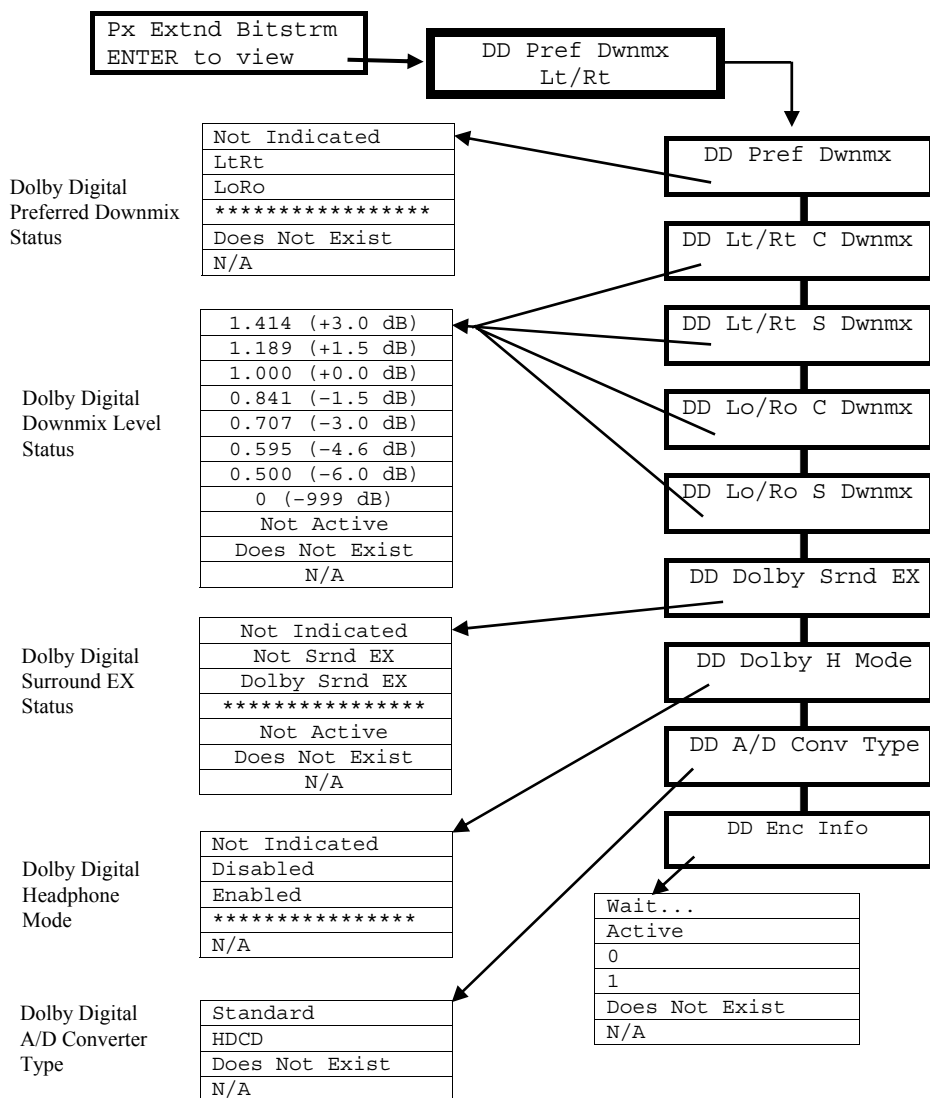 Px Extnd Bitstrm
ENTER to view
DD Pref Dwnmx
Lt/Rt
Dolby Digital
Preferred Downmix
Status
Not Indicated
LtRt
LoRo
*****************
Does Not Exist
N/A
DD Pref Dwnmx
DD Lt/Rt C Dwnmx
DD Lt/Rt S Dwnmx
DD Lo/Ro C Dwnmx
DD Lo/Ro S Dwnmx
DD Dolby Srnd EX
DD Dolby H Mode
DD A/D Conv Type
DD Enc Info
Dolby Digital
Downmix Level
Status
1.414 (+3.0 dB)
1.189 (+1.5 dB)
1.000 (+0.0 dB)
0.841 (-1.5 dB)
0.707 (-3.0 dB)
0.595 (-4.6 dB)
0.500 (-6.0 dB)
0 (-999 dB)
Not Active
Does Not Exist
N/A
Dolby Digital
Surround EX
Status
Not Indicated
Not Srnd EX
Dolby Srnd EX
****************
Not Active
Does Not Exist
N/A
Dolby Digital
Headphone
Mode
Not Indicated
Disabled
Enabled
****************
N/A
Wait...
Active
0
1
Does Not Exist
N/A
Dolby Digital
A/D Converter
Type
Standard
HDCD
Does Not Exist
N/A